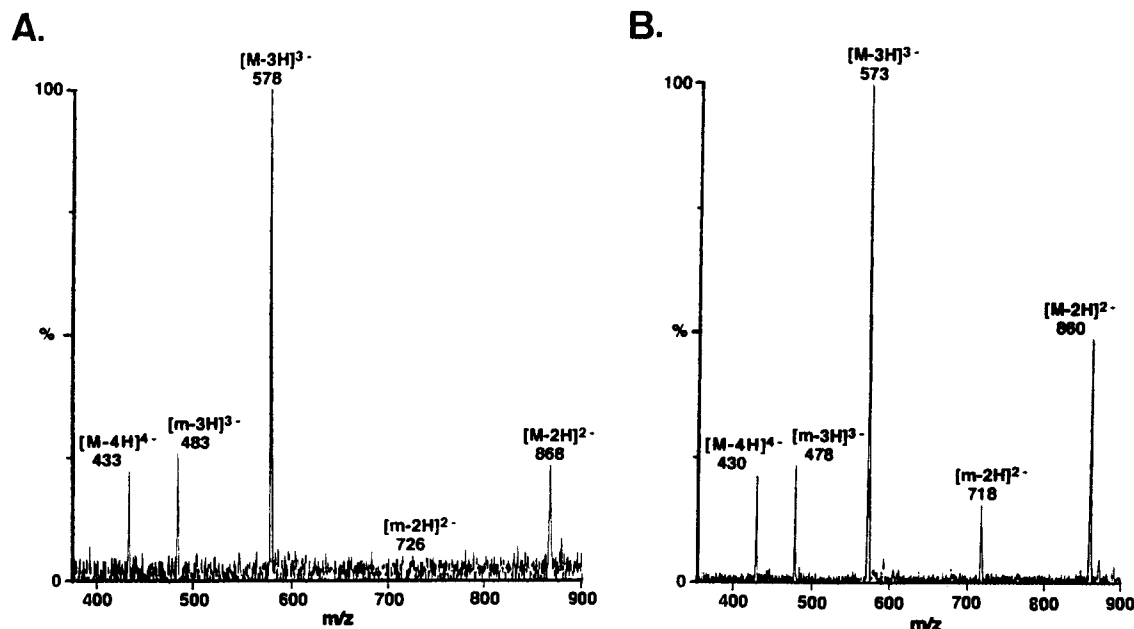 A.
[M-3H]3-
578
100
%
[M-4H]4-
433
[m-3H]3-
483
[M-2H]2-
868
[m-2H]2-
726
0
400 500 600 700 800 900
m/z
B.
[M-3H]3-
573
100
%
[M-2H]2-
860
[M-4H]4-
430
[m-3H]3-
478
[m-2H]2-
718
0
400 500 600 700 800 900
m/z